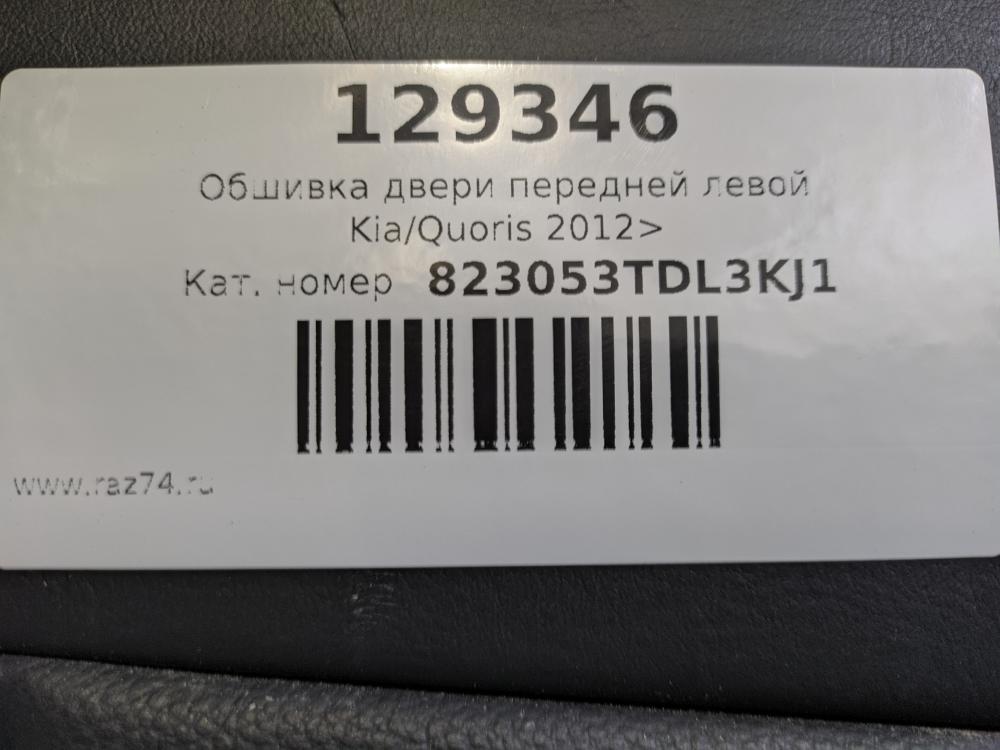 129346
Обшивка двери передней левой
Kia/Quoris 2012>
Кат. номер 823053TDL3KJ1
www.raz74.ru